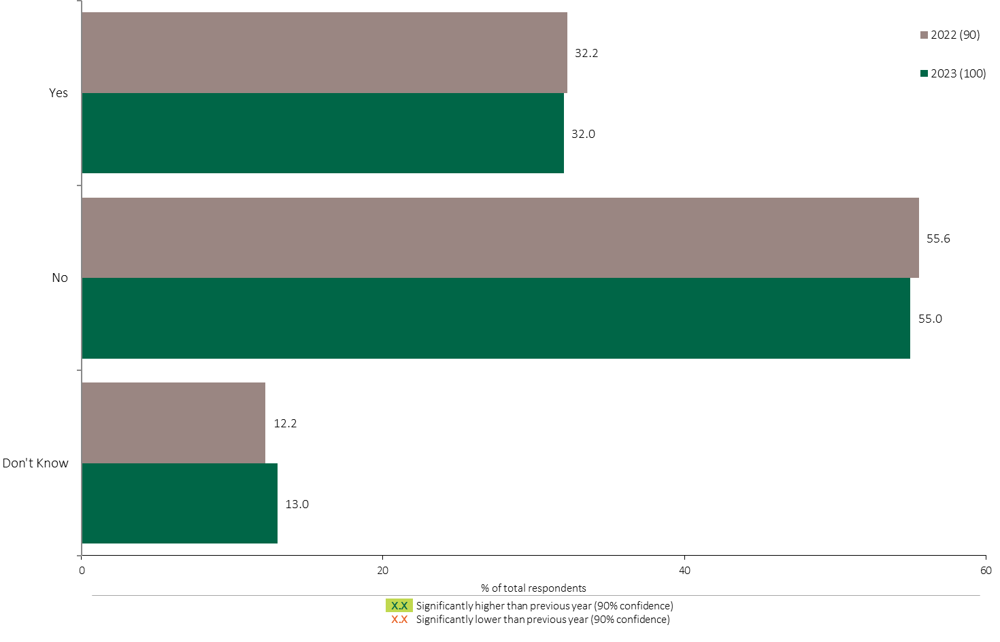 2022 (90)
32.2
2023 (100)
Yes
32.0
55.6
No
55.0
12.2
Don't Know
13.0
0 20 40 60
% of total respondents
X.X Significantly higher than previous year (90% confidence)
X.X Significantly lower than previous year (90% confidence)